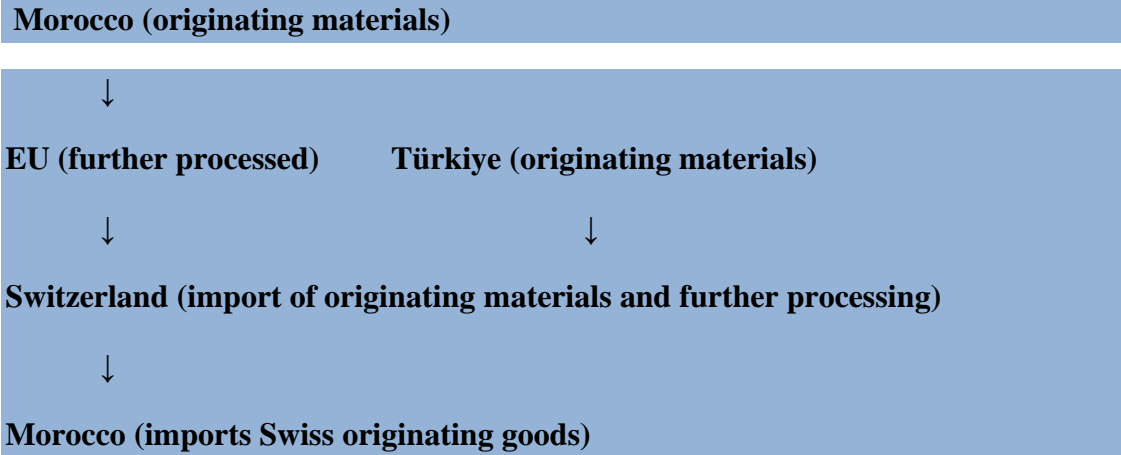 Morocco (originating materials)
↓
EU (further processed) Türkiye (originating materials)
↓ ↓
Switzerland (import of originating materials and further processing)
↓
Morocco (imports Swiss originating goods)